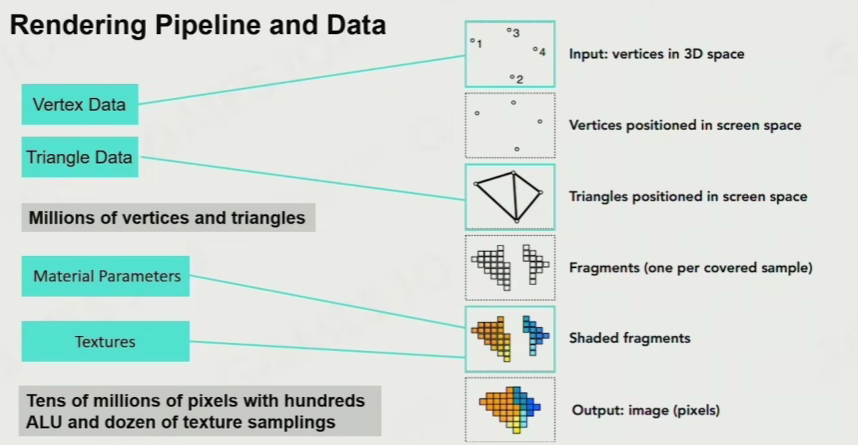 Rendering Pipeline and Data
Vertex Data
Triangle Data
Millions of vertices and triangles
Material Parameters
Textures
Tens of millions of pixels with hundreds
ALU and dozen of texture samplings
1
3
4
2
Input: vertices in 3D space
Vertices positioned in screen space
Triangles positioned in screen space
Fragments (one per covered sample)
Shaded fragments
Output: image (pixels)